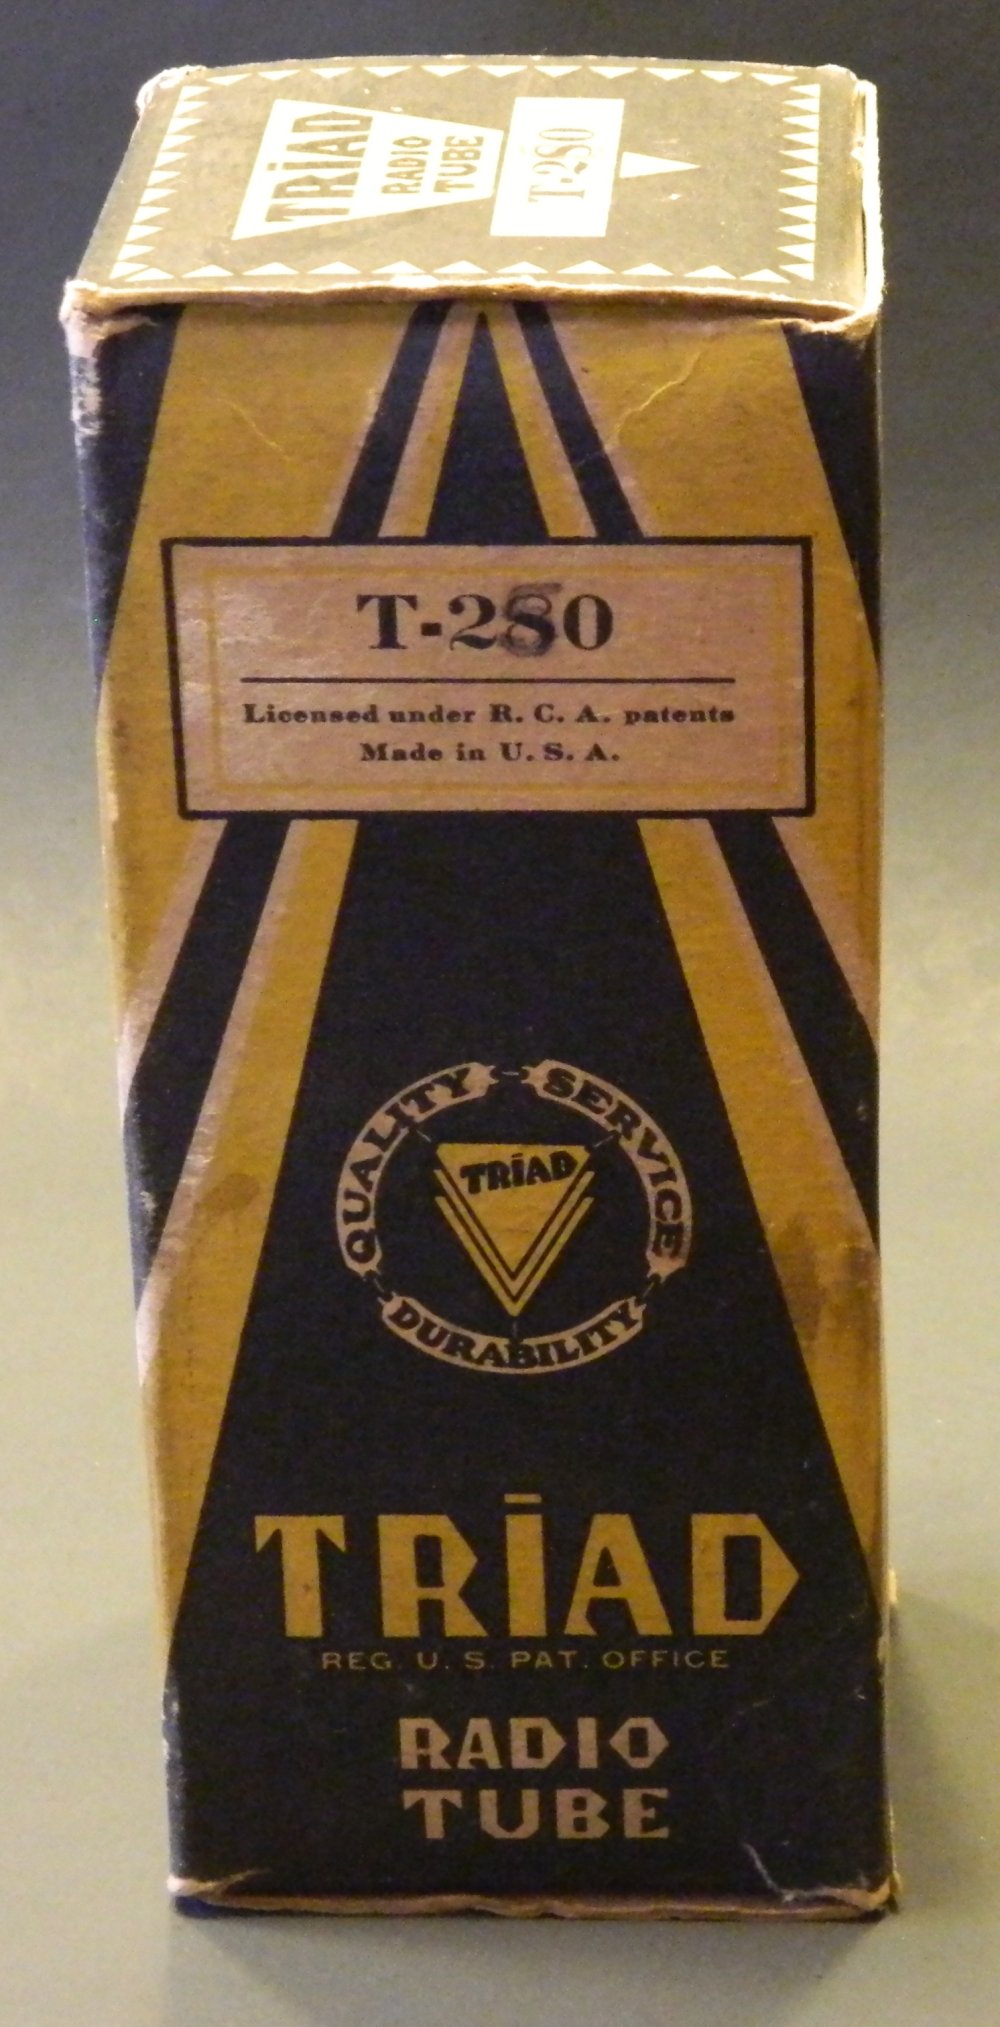 TRIAD
RADIO
TUBE
T-280
T-280
Licensed under R. C. A. patents
Made in U. S. A.
QUALITY SERVICE
TRIAD
DURABILITY
TRIAD
REG. U. S. PAT. OFFICE
RADIO
TUBE